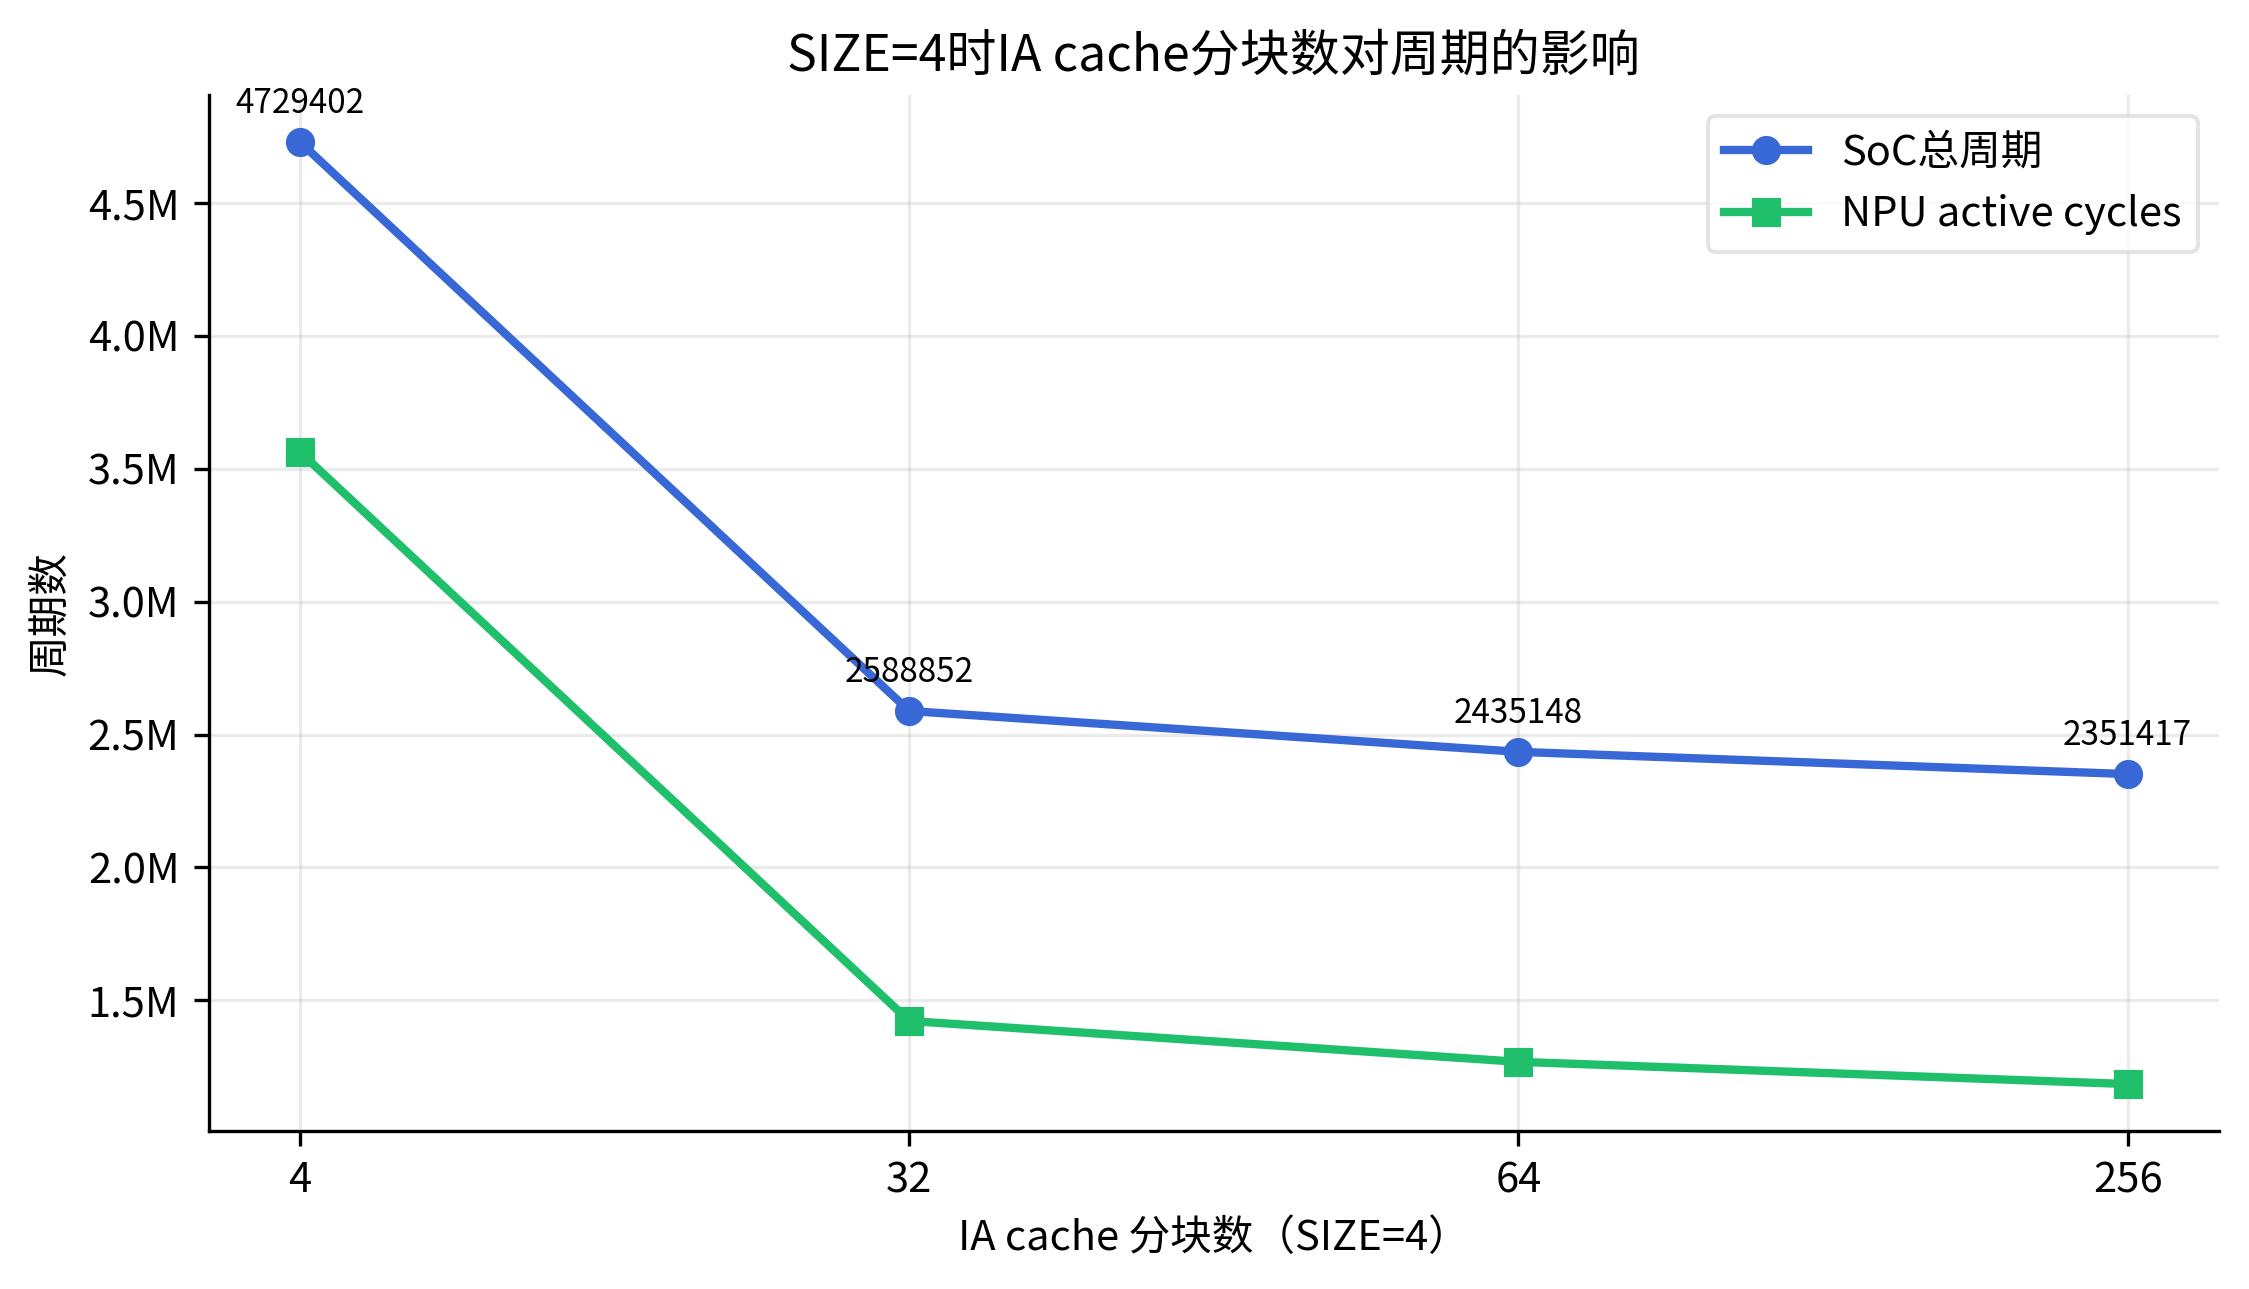 SIZE=4时IA cache分块数对周期的影响
4729402
SoC总周期
NPU active cycles
4.5M
4.0M
3.5M
3.0M
2.5M
2.0M
1.5M
周期数
2588852
2435148
2351417
4
32
64
256
IA cache 分块数（SIZE=4）